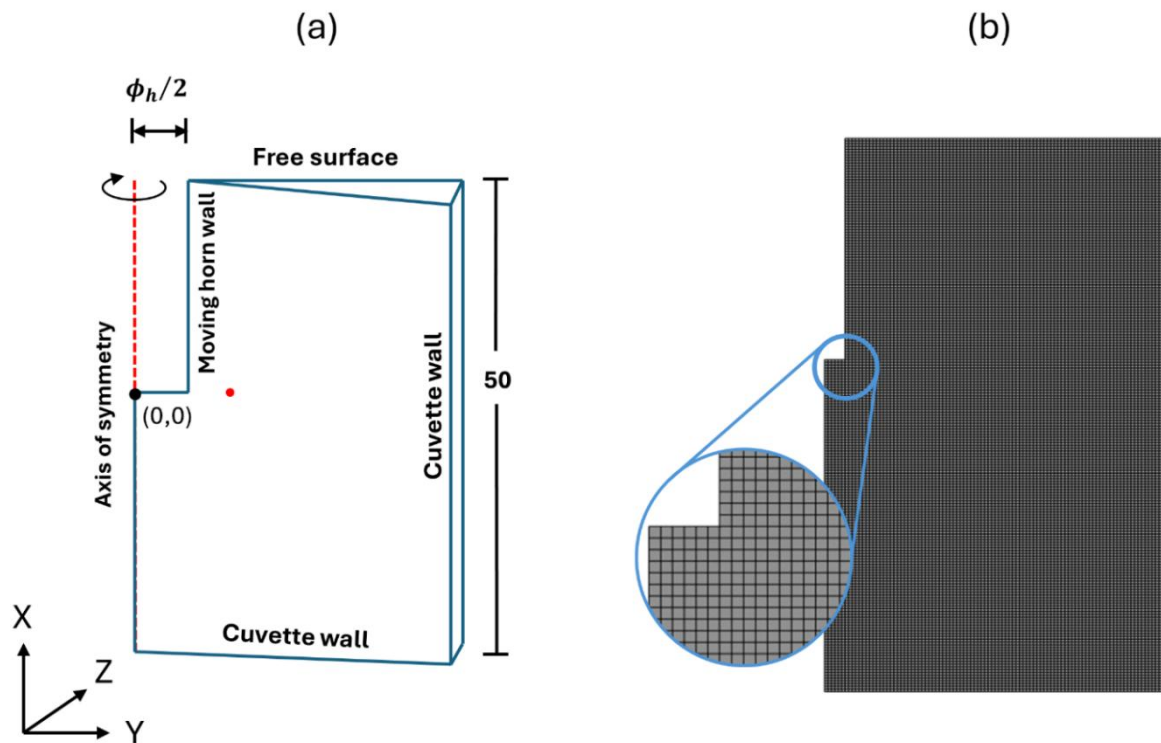 (a)
(b)
ϕₕ/2
Free surface
Moving horn wall
Axis of symmetry
(0,0)
Cuvette wall
50
Cuvette wall
X
Z
Y